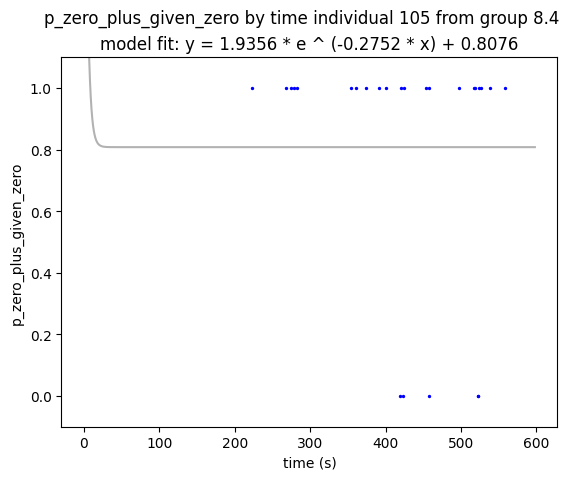 p_zero_plus_given_zero by time individual 105 from group 8.4
model fit: y = 1.9356 * e ^ (-0.2752 * x) + 0.8076
1.0
0.8
0.6
0.4
0.2
0.0
p_zero_plus_given_zero
0 100 200 300 400 500 600
time (s)